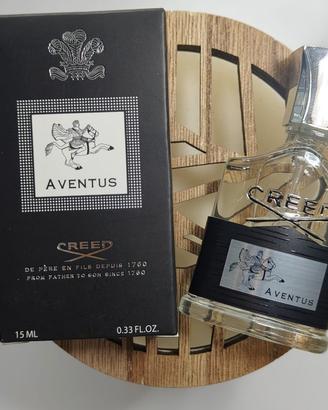 AVENTUS
CREED
DE PÈRE EN FILS DEPUIS 1760
FROM FATHER TO SON SINCE 1760
15 ML 0.33 FL.OZ.
CREED
AVENTUS